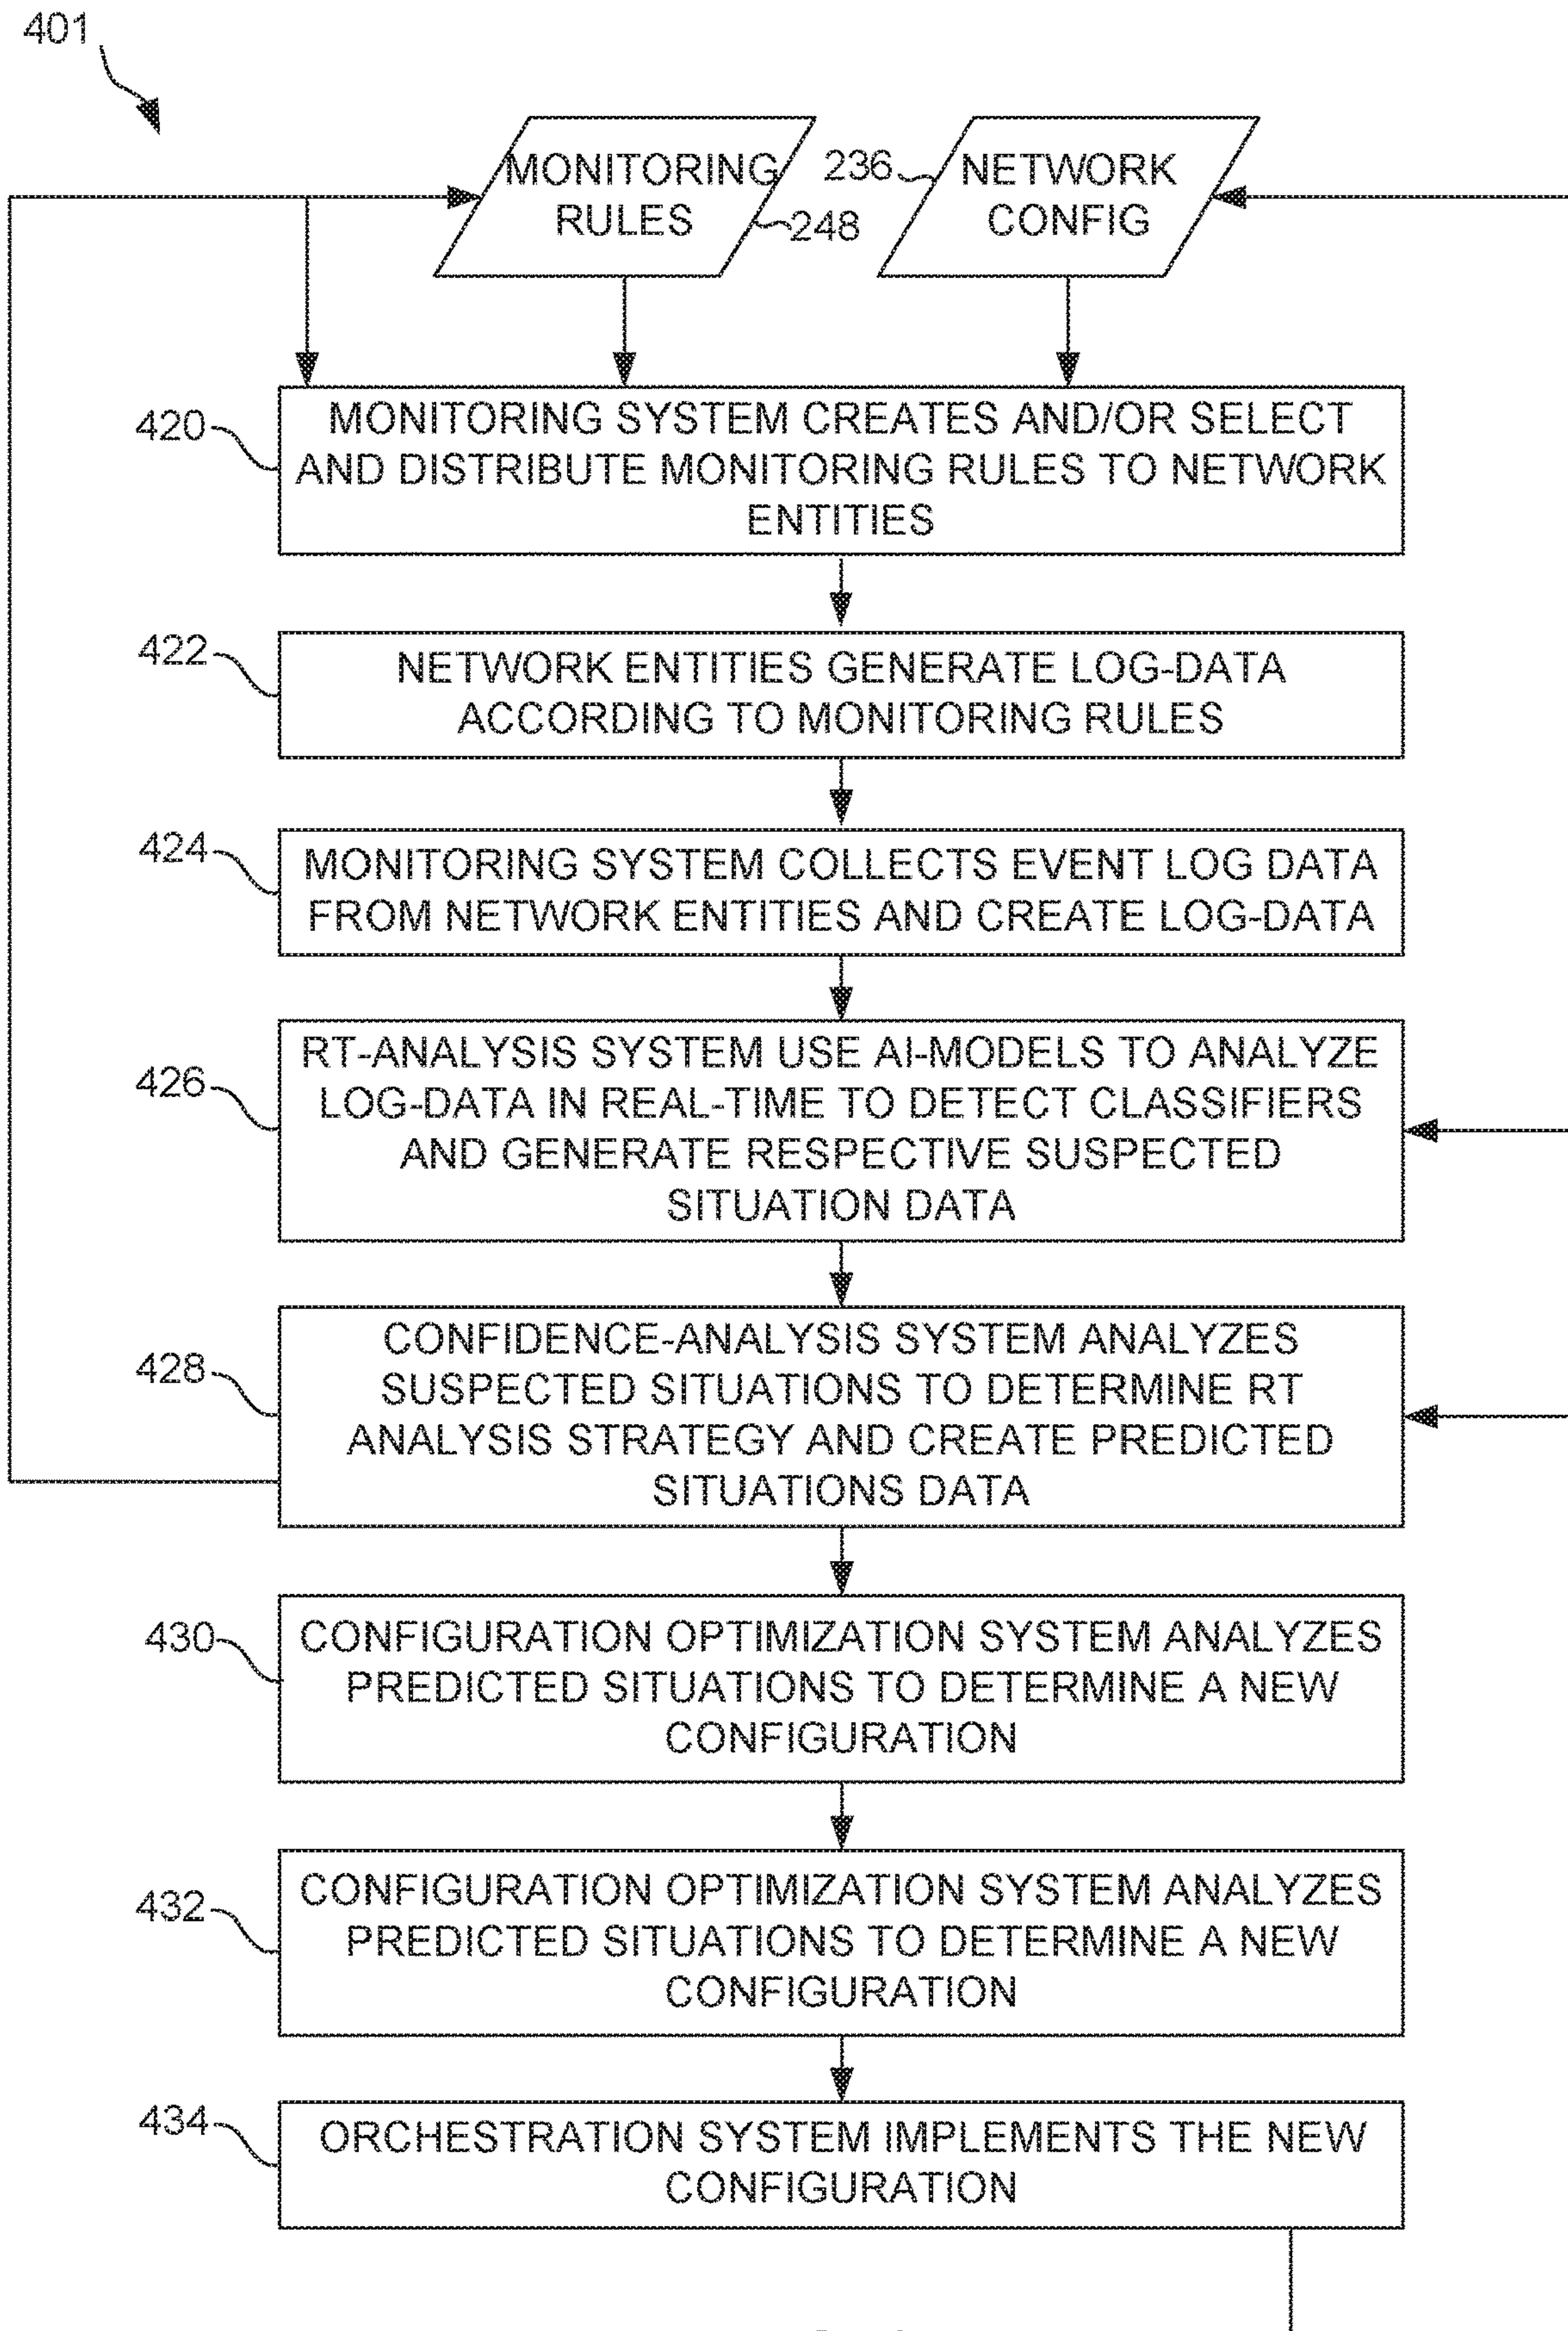 401
MONITORING
RULES
248
236
NETWORK
CONFIG
420
MONITORING SYSTEM CREATES AND/OR SELECT
AND DISTRIBUTE MONITORING RULES TO NETWORK
ENTITIES
422
NETWORK ENTITIES GENERATE LOG-DATA
ACCORDING TO MONITORING RULES
424
MONITORING SYSTEM COLLECTS EVENT LOG DATA
FROM NETWORK ENTITIES AND CREATE LOG-DATA
426
RT-ANALYSIS SYSTEM USE AI-MODELS TO ANALYZE
LOG-DATA IN REAL-TIME TO DETECT CLASSIFIERS
AND GENERATE RESPECTIVE SUSPECTED
SITUATION DATA
428
CONFIDENCE-ANALYSIS SYSTEM ANALYZES
SUSPECTED SITUATIONS TO DETERMINE RT
ANALYSIS STRATEGY AND CREATE PREDICTED
SITUATIONS DATA
430
CONFIGURATION OPTIMIZATION SYSTEM ANALYZES
PREDICTED SITUATIONS TO DETERMINE A NEW
CONFIGURATION
432
CONFIGURATION OPTIMIZATION SYSTEM ANALYZES
PREDICTED SITUATIONS TO DETERMINE A NEW
CONFIGURATION
434
ORCHESTRATION SYSTEM IMPLEMENTS THE NEW
CONFIGURATION